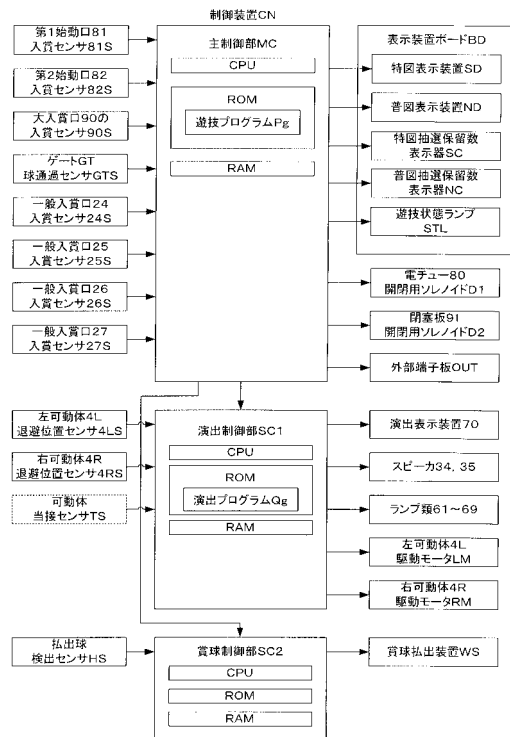 制御装置CN
第1始動口81
入賞センサ81S
第2始動口82
入賞センサ82S
大入賞口90の
入賞センサ90S
ゲートGT
球通過センサGTS
一般入賞口24
入賞センサ24S
一般入賞口25
入賞センサ25S
一般入賞口26
入賞センサ26S
一般入賞口27
入賞センサ27S
主制御部MC
CPU
ROM
遊技プログラムPg
RAM
表示装置ボードBD
特図表示装置SD
普図表示装置ND
特図抽選保留数
表示器SC
普図抽選保留数
表示器NC
遊技状態ランプ
STL
電チュー80
開閉用ソレノイドD1
閉塞板91
開閉用ソレノイドD2
外部端子板OUT
左可動体4L
退避位置センサ4LS
右可動体4R
退避位置センサ4RS
可動体
当接センサTS
演出制御部SC1
CPU
ROM
演出プログラムQg
RAM
演出表示装置70
スピーカ34, 35
ランプ類61～69
左可動体4L
駆動モータLM
右可動体4R
駆動モータRM
払出球
検出センサHS
賞球制御部SC2
CPU
ROM
RAM
賞球払出装置WS